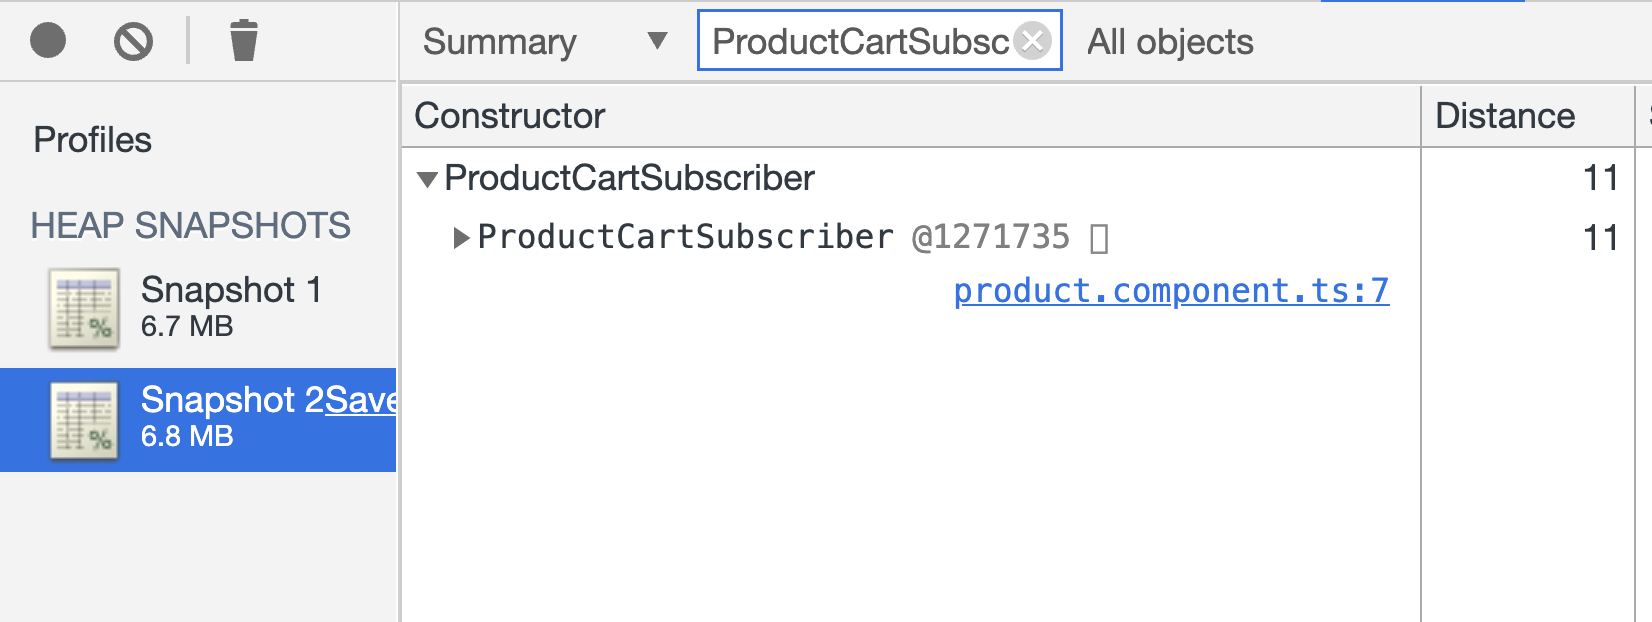 Summary ▼ ProductCartSubsc All objects
Profiles
HEAP SNAPSHOTS
Snapshot 1
6.7 MB
Snapshot 2Save
6.8 MB
Constructor Distance
▼ProductCartSubscriber 11
▶ProductCartSubscriber @1271735 ▯ 11
product.component.ts:7